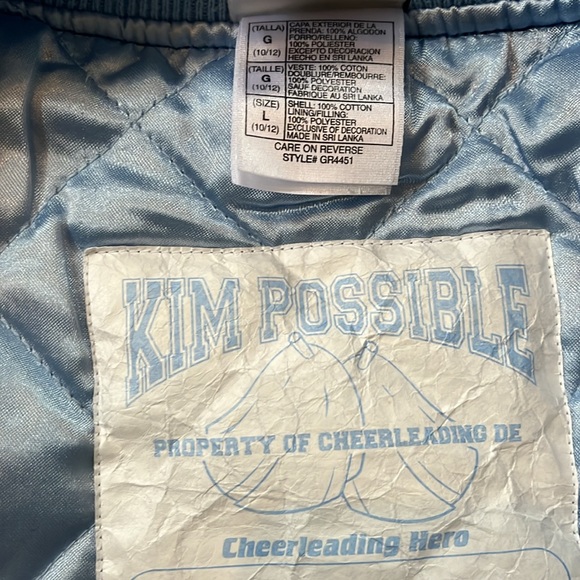 (TALLA)
G
(10/12)
CAPA EXTERIOR DE LA
PRENDA: 100% ALGODON
FORRO/RELLENO:
100% POLIESTER
EXCEPTO DECORACION
HECHO EN SRI LANKA
(TAILLE)
G
(10/12)
VESTE: 100% COTON
DOUBLURE/REMBOURRE:
100% POLYESTER
SAUF DECORATION
FABRIQUE AU SRI LANKA
(SIZE)
L
(10/12)
SHELL: 100% COTTON
LINING/FILLING:
100% POLYESTER
EXCLUSIVE OF DECORATION
MADE IN SRI LANKA
CARE ON REVERSE
STYLE# GR4451
KIM POSSIBLE
PROPERTY OF CHEERLEADING DE
Cheerleading Hero